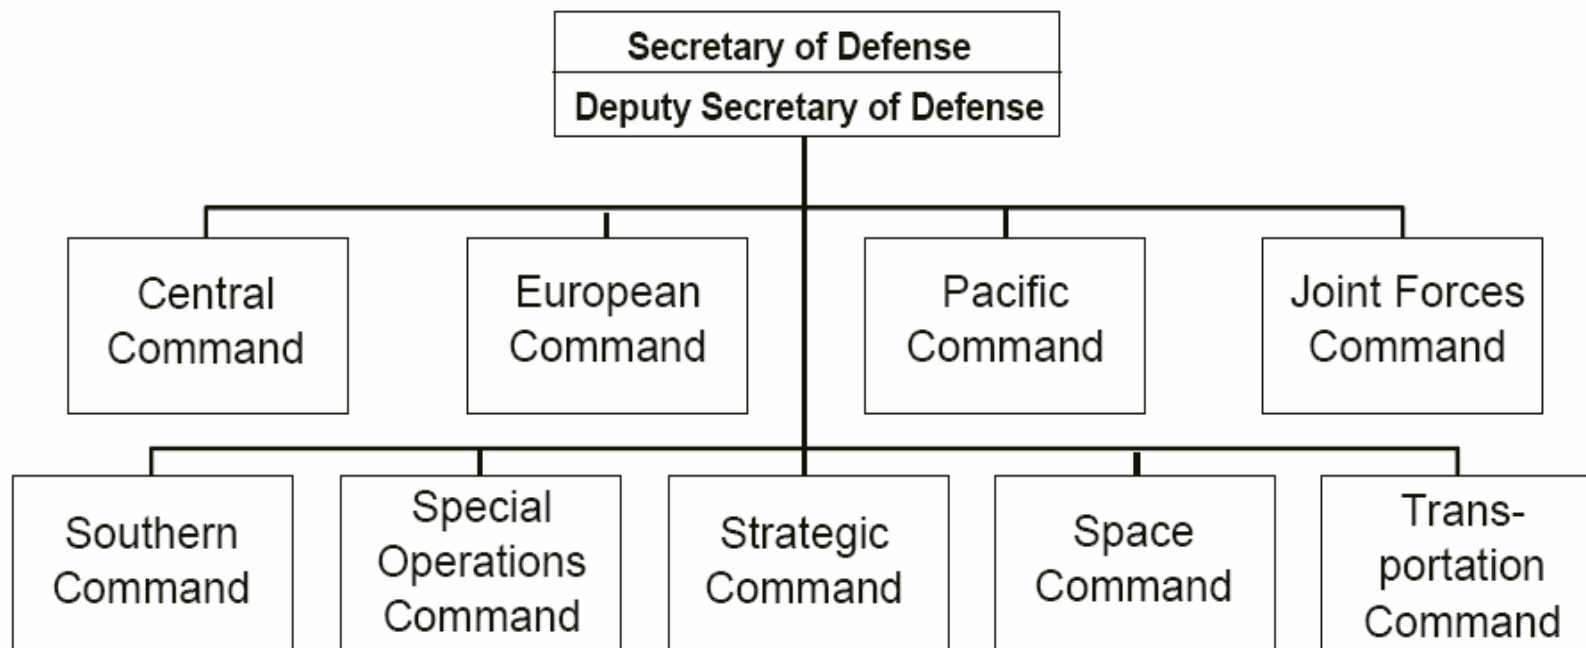 Secretary of Defense
Deputy Secretary of Defense
Central
Command
European
Command
Pacific
Command
Joint Forces
Command
Southern
Command
Special
Operations
Command
Strategic
Command
Space
Command
Trans-
portation
Command